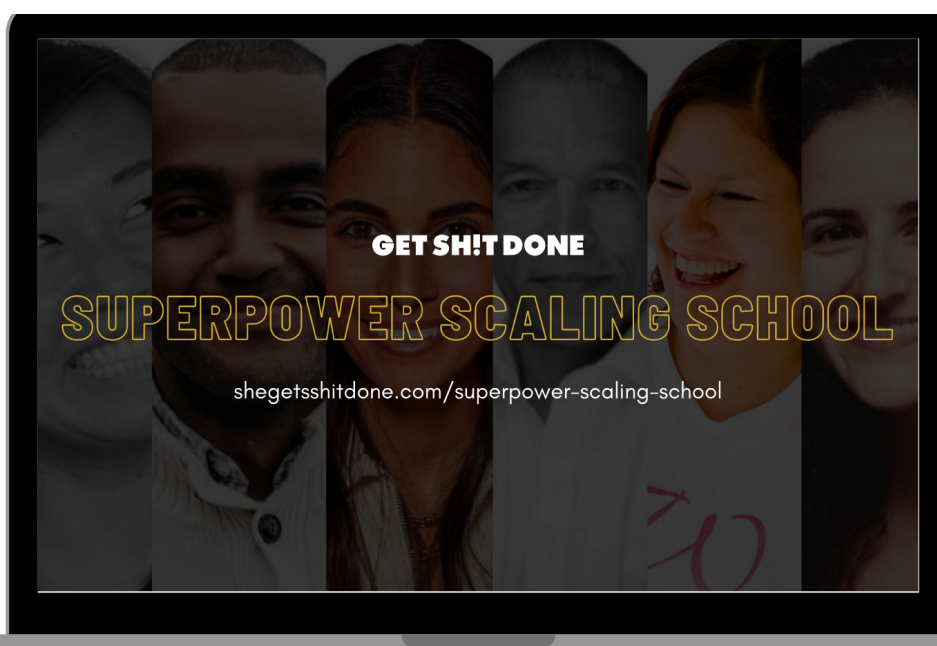 GET SH!T DONE
SUPERPOWER SCALING SCHOOL
shegetsshitdone.com/superpower-scaling-school